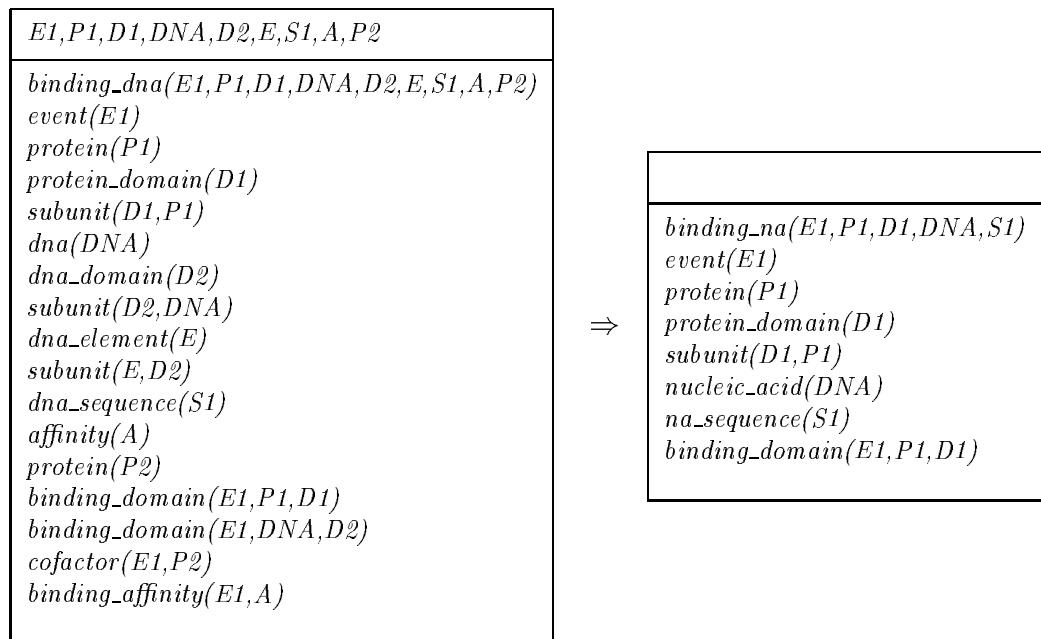 E1,P1,D1,DNA,D2,E,S1,A,P2
binding_dna(E1,P1,D1,DNA,D2,E,S1,A,P2)
event(E1)
protein(P1)
protein_domain(D1)
subunit(D1,P1)
dna(DNA)
dna_domain(D2)
subunit(D2,DNA)
dna_element(E)
subunit(E,D2)
dna_sequence(S1)
affinity(A)
protein(P2)
binding_domain(E1,P1,D1)
binding_domain(E1,DNA,D2)
cofactor(E1,P2)
binding_affinity(E1,A)
⇒
binding_na(E1,P1,D1,DNA,S1)
event(E1)
protein(P1)
protein_domain(D1)
subunit(D1,P1)
nucleic_acid(DNA)
na_sequence(S1)
binding_domain(E1,P1,D1)